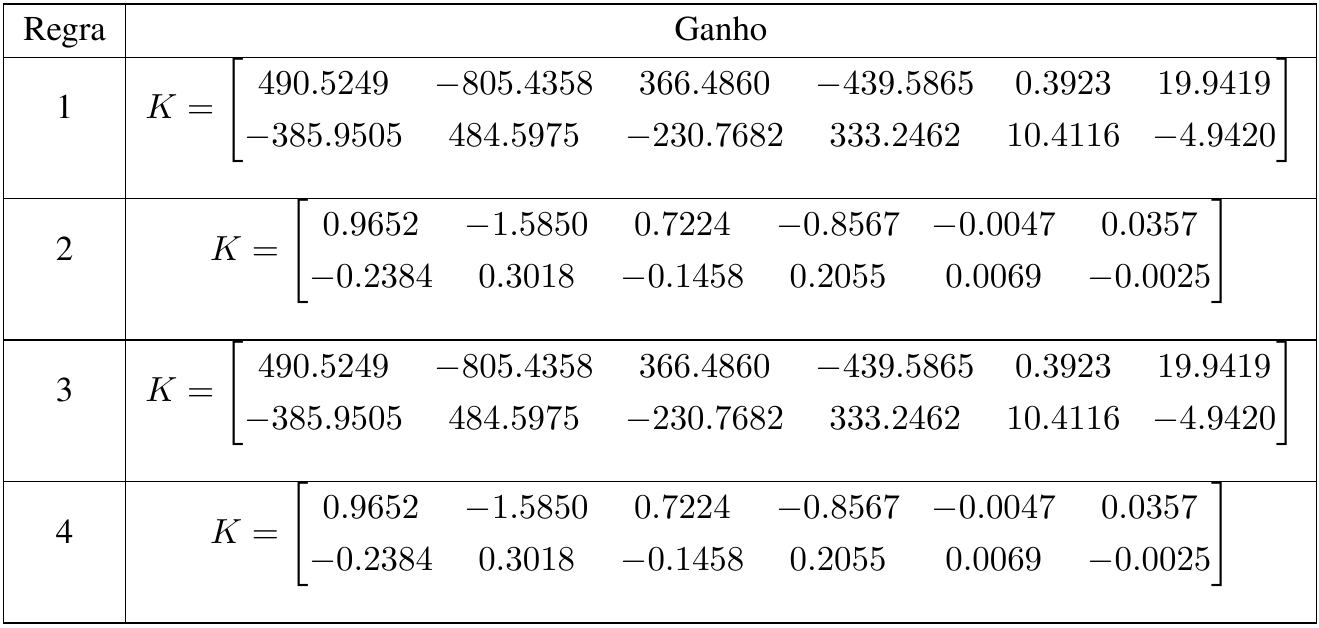 Regra Ganho
1 K = [ 490.5249 −805.4358 366.4860 −439.5865 0.3923 19.9419
−385.9505 484.5975 −230.7682 333.2462 10.4116 −4.9420 ]
2 K = [ 0.9652 −1.5850 0.7224 −0.8567 −0.0047 0.0357
−0.2384 0.3018 −0.1458 0.2055 0.0069 −0.0025 ]
3 K = [ 490.5249 −805.4358 366.4860 −439.5865 0.3923 19.9419
−385.9505 484.5975 −230.7682 333.2462 10.4116 −4.9420 ]
4 K = [ 0.9652 −1.5850 0.7224 −0.8567 −0.0047 0.0357
−0.2384 0.3018 −0.1458 0.2055 0.0069 −0.0025 ]